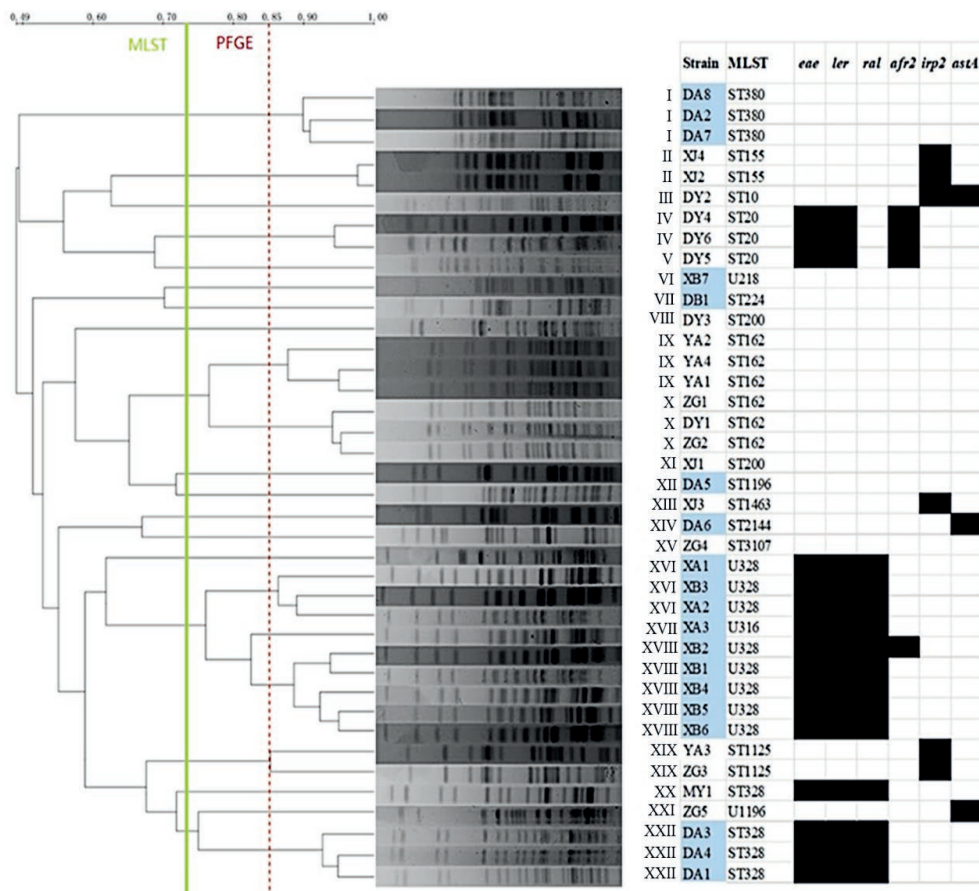 0.49 0.60 0.70 0.80 0.85 0.90 1.00
MLST PFGE
Strain MLST eae ler ral afr2 irp2 astA
I DA8 ST380
I DA2 ST380
I DA7 ST380
II XJ4 ST155
II XJ2 ST155
III DY2 ST10
IV DY4 ST20
IV DY6 ST20
V DY5 ST20
VI XB7 U218
VII DB1 ST224
VIII DY3 ST200
IX YA2 ST162
IX YA4 ST162
IX YA1 ST162
X ZG1 ST162
X DY1 ST162
X ZG2 ST162
XI XJ1 ST200
XII DA5 ST1196
XIII XJ3 ST1463
XIV DA6 ST2144
XV ZG4 ST3107
XVI XA1 U328
XVI XB3 U328
XVI XA2 U328
XVII XA3 U316
XVIII XB2 U328
XVIII XB1 U328
XVIII XB4 U328
XVIII XB5 U328
XVIII XB6 U328
XIX YA3 ST1125
XIX ZG3 ST1125
XX MY1 ST328
XXI ZG5 U1196
XXII DA3 ST328
XXII DA4 ST328
XXII DA1 ST328